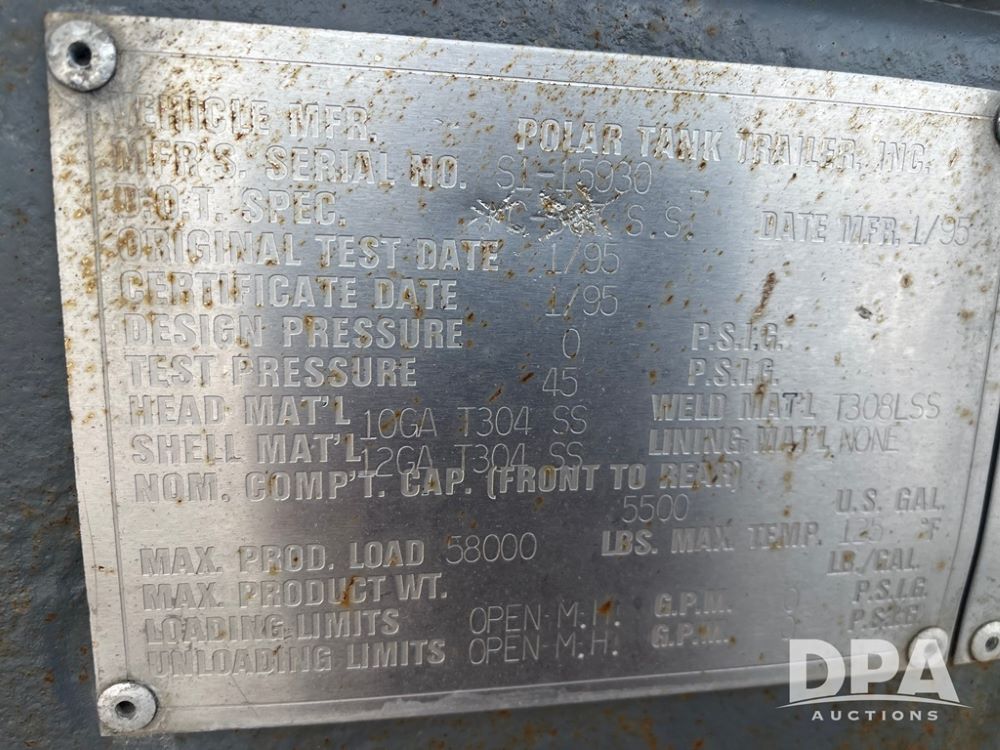 VEHICLE MFR. POLAR TANK TRAILER, INC.
MFR'S. SERIAL NO. S1-15930
D.O.T. SPEC. S.S. DATE MFR. 1/95
ORIGINAL TEST DATE 1/95
CERTIFICATE DATE 1/95
DESIGN PRESSURE 0 P.S.I.G.
TEST PRESSURE 45 P.S.I.G.
HEAD MAT'L 10GA T304 SS WELD MAT'L T308LSS
SHELL MAT'L 12GA T304 SS LINING MAT'L NONE
NOM. COMP'T. CAP. (FRONT TO REAR)
5500 U.S. GAL.
MAX. PROD. LOAD 58000 LBS. MAX. TEMP. 125 °F
MAX. PRODUCT WT. LB./GAL.
LOADING LIMITS OPEN-M.H. G.P.M. 0 P.S.I.G.
UNLOADING LIMITS OPEN-M.H. G.P.M. P.S.I.G.
DPA
AUCTIONS